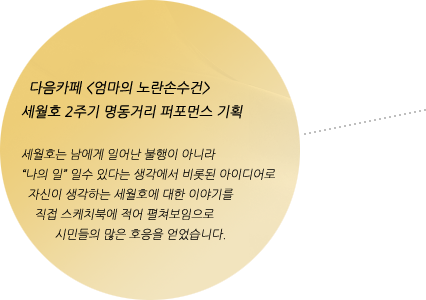 다음카페 <엄마의 노란손수건>
세월호 2주기 명동거리 퍼포먼스 기획
세월호는 남에게 일어난 불행이 아니라
“나의 일” 일수 있다는 생각에서 비롯된 아이디어로
자신이 생각하는 세월호에 대한 이야기를
직접 스케치북에 적어 펼쳐보임으로
시민들의 많은 호응을 얻었습니다.